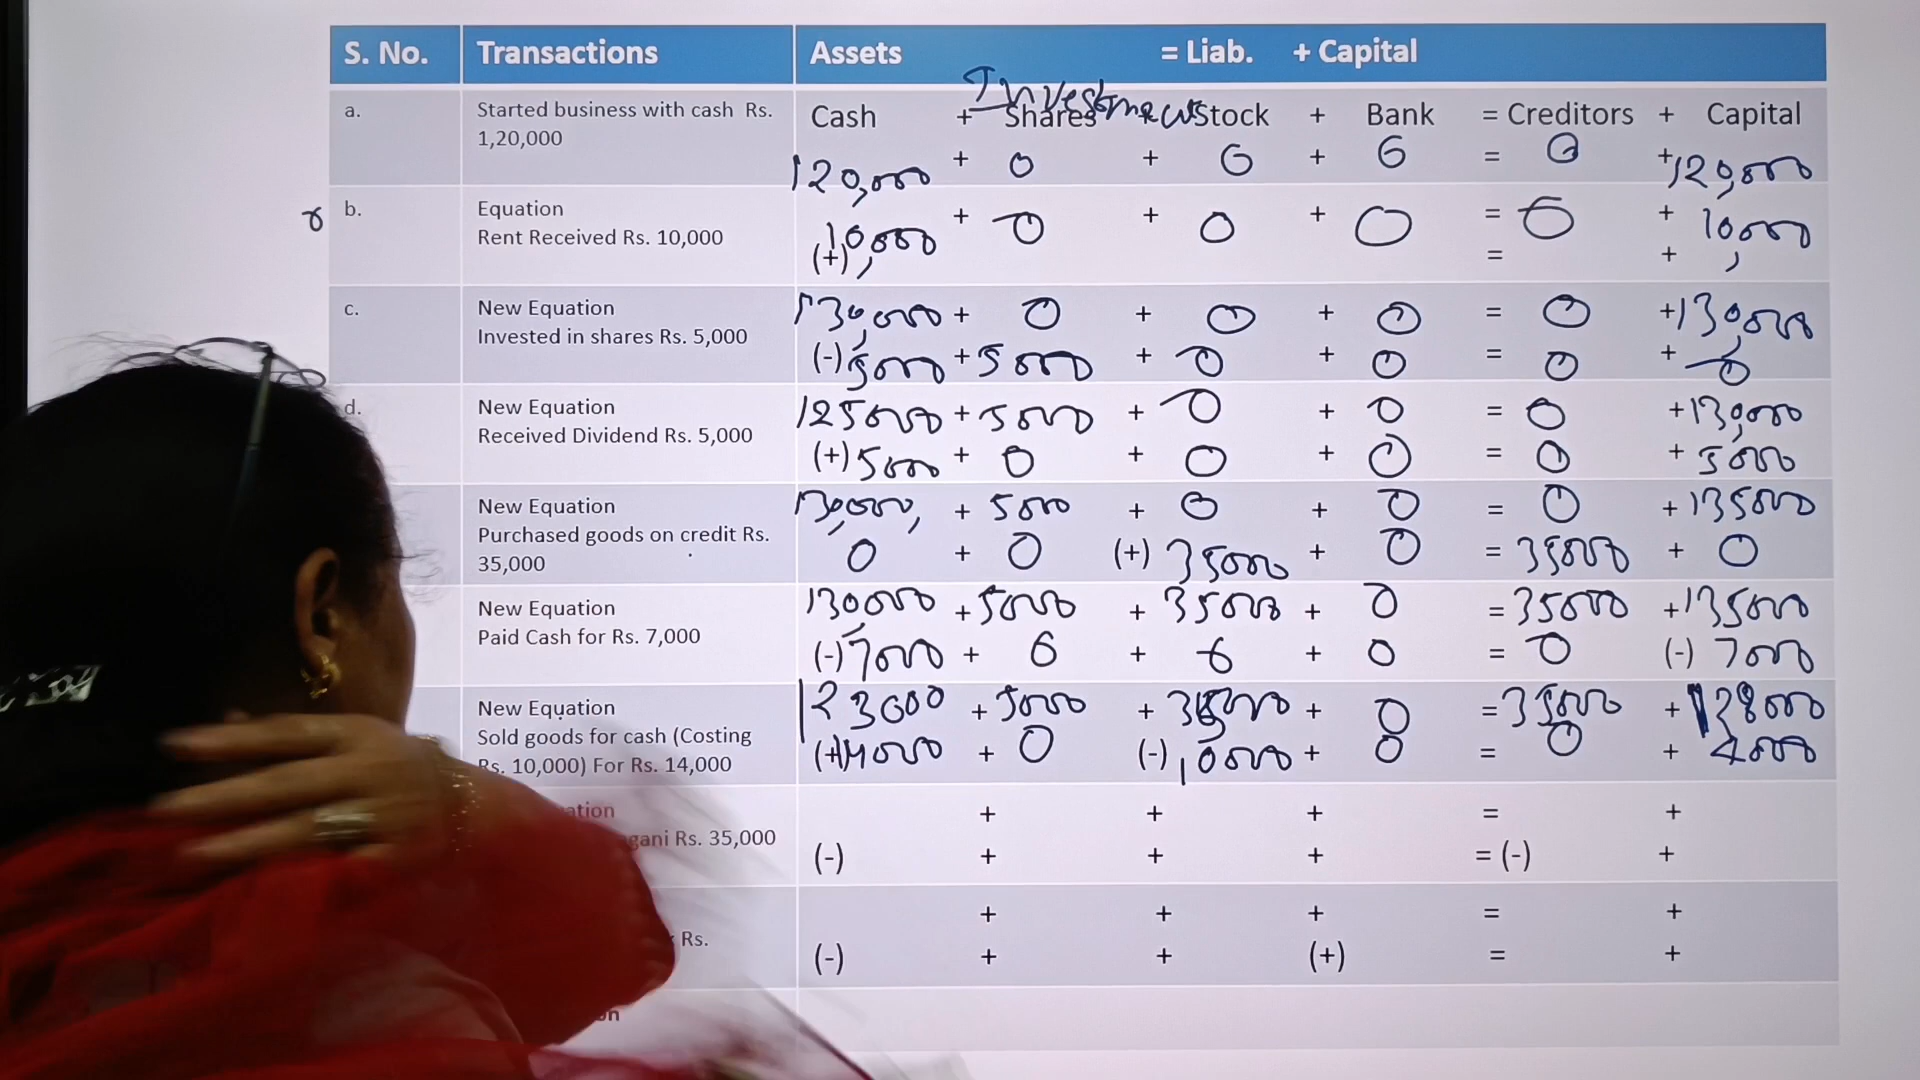 S. No. Transactions Assets = Liab. + Capital
Investment
a. Started business with cash Rs. 1,20,000 Cash + Shares + Stock + Bank = Creditors + Capital
120,000 + 0 + 0 + 0 = 0 + 120,000
b. Equation + 0 + 0 + 0 = 0 + 10,000
Rent Received Rs. 10,000 (+) 10,000 = +
c. New Equation 130,000 + 0 + 0 + 0 = 0 + 130,000
Invested in shares Rs. 5,000 (-) 5000 + 5000 + 0 + 0 = 0 + 0
d. New Equation 125000 + 5000 + 0 + 0 = 0 + 130,000
Received Dividend Rs. 5,000 (+) 5000 + 0 + 0 + 0 = 0 + 5000
New Equation 130,000, + 5000 + 0 + 0 = 0 + 135000
Purchased goods on credit Rs. 35,000 0 + 0 (+) 35000 + 0 = 35000 + 0
New Equation 130000 + 5000 + 35000 + 0 = 35000 + 135000
Paid Cash for Rs. 7,000 (-) 7000 + 0 + 0 + 0 = 0 (-) 7000
New Equation 123000 + 5000 + 35000 + 0 = 35000 + 128000
Sold goods for cash (Costing Rs. 10,000) For Rs. 14,000 (+) 4000 + 0 (-) 10000 + 0 = 0 + 4000
+ + + = +
Rs. 35,000 (-) + + + = (-) +
+ + + = +
Rs. (-) + + (+) = +